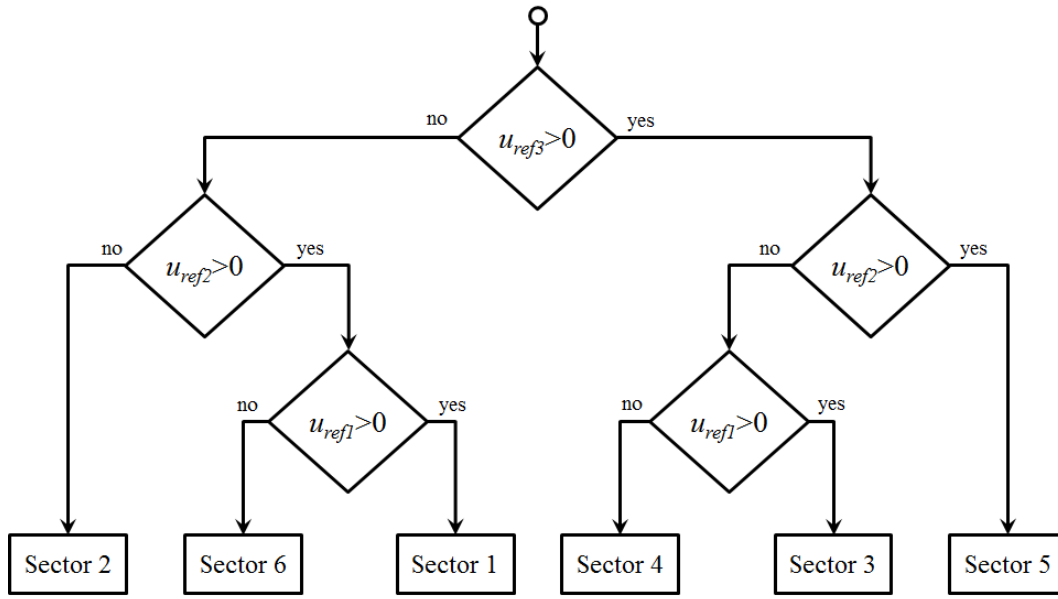 no
yes
u_ref3>0
no
yes
u_ref2>0
no
yes
u_ref2>0
no
yes
u_ref1>0
no
yes
u_ref1>0
Sector 2
Sector 6
Sector 1
Sector 4
Sector 3
Sector 5